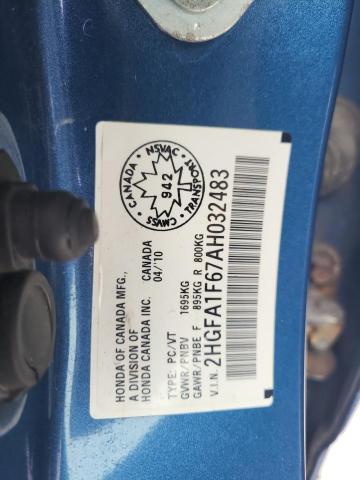 HONDA OF CANADA MFG.,
A DIVISION OF
HONDA CANADA INC. CANADA
04/'10
TYPE: PC/VT
GVWR/PNBV 1695KG
GAWR/PNBE F 895KG R 800KG
V.I.N. 2HGFA1F67AH032483
CANADA
NSVAC
TRANSPORT
CMVSS
942